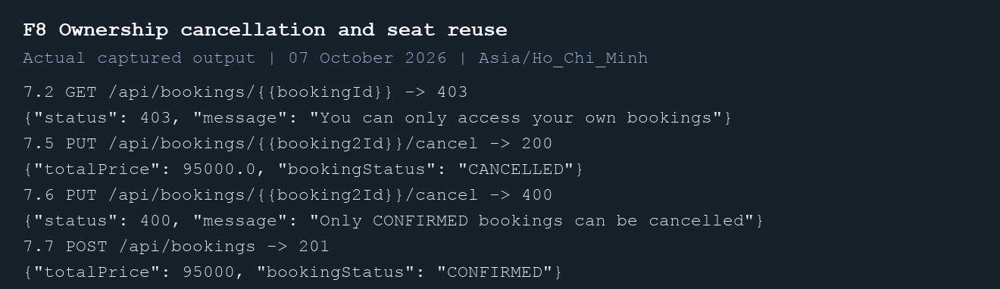 F8 Ownership cancellation and seat reuse
Actual captured output | 07 October 2026 | Asia/Ho_Chi_Minh
7.2 GET /api/bookings/{{bookingId}} -> 403
{"status": 403, "message": "You can only access your own bookings"}
7.5 PUT /api/bookings/{{booking2Id}}/cancel -> 200
{"totalPrice": 95000.0, "bookingStatus": "CANCELLED"}
7.6 PUT /api/bookings/{{booking2Id}}/cancel -> 400
{"status": 400, "message": "Only CONFIRMED bookings can be cancelled"}
7.7 POST /api/bookings -> 201
{"totalPrice": 95000, "bookingStatus": "CONFIRMED"}